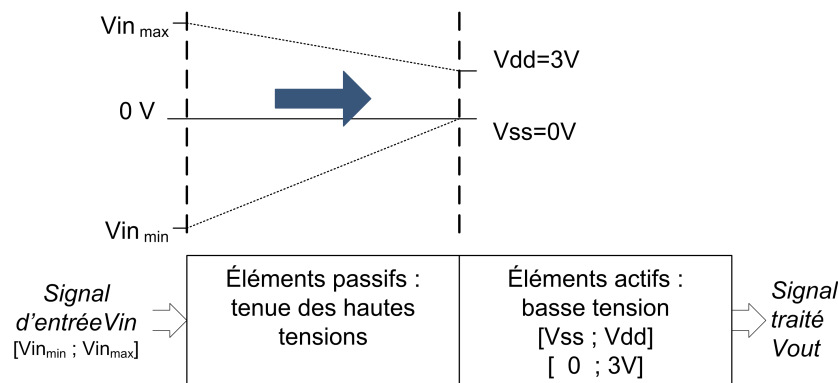 Vin max
Vdd=3V
0 V
Vss=0V
Vin min
Signal
d'entréeVin
[Vinmin ; Vinmax]
Éléments passifs :
tenue des hautes
tensions
Éléments actifs :
basse tension
[Vss ; Vdd]
[ 0 ; 3V]
Signal
traité
Vout